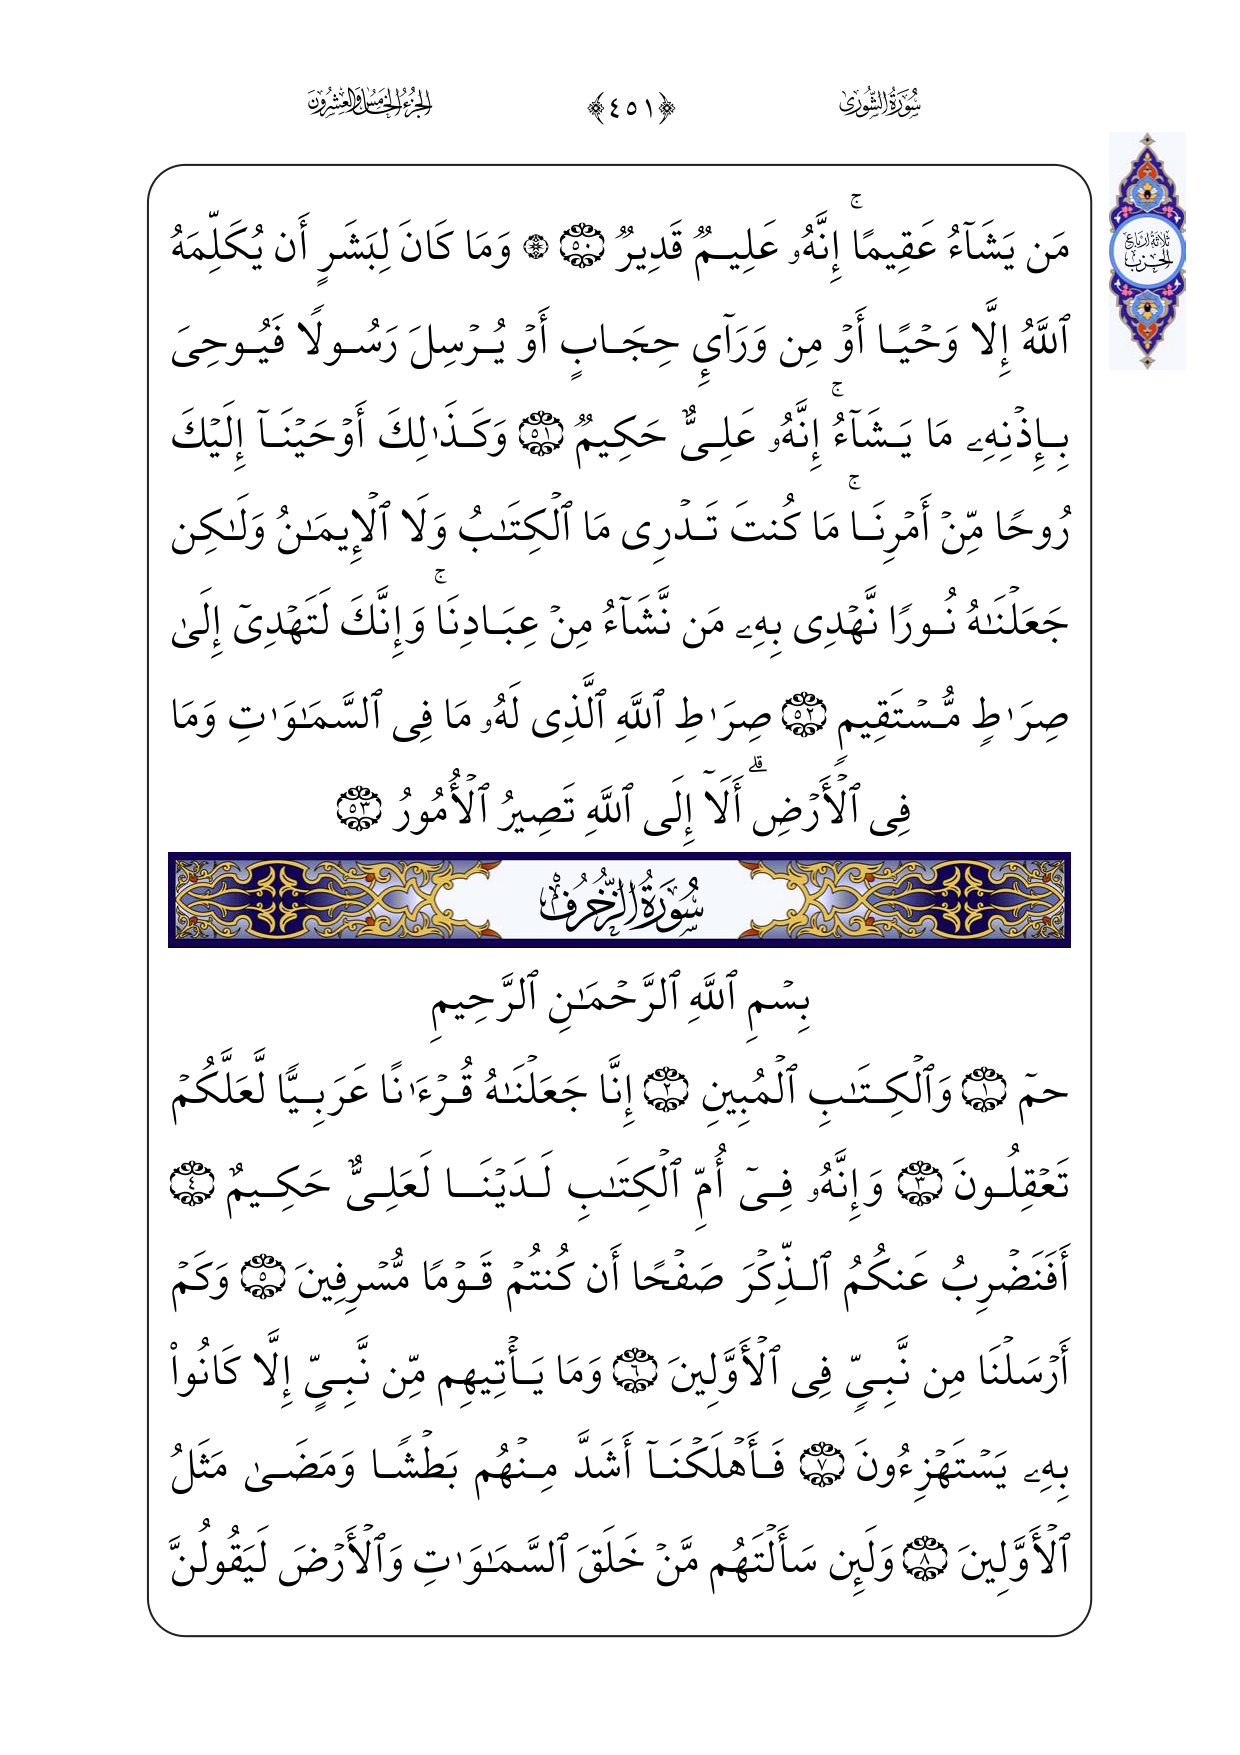 سُورَةُ الشُّورَىٰ ﴿٤٥١﴾ الجُزْءُ الخَامِسُ وَالعِشْرُونَ
ثَلَاثَةُ أَرْبَاعِ
الحِزْبِ
مَن يَشَآءُ عَقِيمًاۚ إِنَّهُۥ عَلِيمٌ قَدِيرٌ ٥٠ ۞ وَمَا كَانَ لِبَشَرٍ أَن يُكَلِّمَهُ
ٱللَّهُ إِلَّا وَحْيًا أَوْ مِن وَرَآئِ حِجَابٍ أَوْ يُرْسِلَ رَسُولًا فَيُوحِىَ
بِإِذْنِهِۦ مَا يَشَآءُۚ إِنَّهُۥ عَلِىٌّ حَكِيمٌ ٥١ وَكَذَٰلِكَ أَوْحَيْنَآ إِلَيْكَ
رُوحًا مِّنْ أَمْرِنَاۚ مَا كُنتَ تَدْرِى مَا ٱلْكِتَٰبُ وَلَا ٱلْإِيمَٰنُ وَلَٰكِن
جَعَلْنَٰهُ نُورًا نَّهْدِى بِهِۦ مَن نَّشَآءُ مِنْ عِبَادِنَاۚ وَإِنَّكَ لَتَهْدِىٓ إِلَىٰ
صِرَٰطٍ مُّسْتَقِيمٍ ٥٢ صِرَٰطِ ٱللَّهِ ٱلَّذِى لَهُۥ مَا فِى ٱلسَّمَٰوَٰتِ وَمَا
فِى ٱلْأَرْضِۗ أَلَآ إِلَى ٱللَّهِ تَصِيرُ ٱلْأُمُورُ ٥٣
سُورَةُ الزُّخْرُفِ
بِسْمِ ٱللَّهِ ٱلرَّحْمَٰنِ ٱلرَّحِيمِ
حمٓ ١ وَٱلْكِتَٰبِ ٱلْمُبِينِ ٢ إِنَّا جَعَلْنَٰهُ قُرْءَٰنًا عَرَبِيًّا لَّعَلَّكُمْ
تَعْقِلُونَ ٣ وَإِنَّهُۥ فِىٓ أُمِّ ٱلْكِتَٰبِ لَدَيْنَا لَعَلِىٌّ حَكِيمٌ ٤
أَفَنَضْرِبُ عَنكُمُ ٱلذِّكْرَ صَفْحًا أَن كُنتُمْ قَوْمًا مُّسْرِفِينَ ٥ وَكَمْ
أَرْسَلْنَا مِن نَّبِىٍّ فِى ٱلْأَوَّلِينَ ٦ وَمَا يَأْتِيهِم مِّن نَّبِىٍّ إِلَّا كَانُوا۟
بِهِۦ يَسْتَهْزِءُونَ ٧ فَأَهْلَكْنَآ أَشَدَّ مِنْهُم بَطْشًا وَمَضَىٰ مَثَلُ
ٱلْأَوَّلِينَ ٨ وَلَئِن سَأَلْتَهُم مَّنْ خَلَقَ ٱلسَّمَٰوَٰتِ وَٱلْأَرْضَ لَيَقُولُنَّ